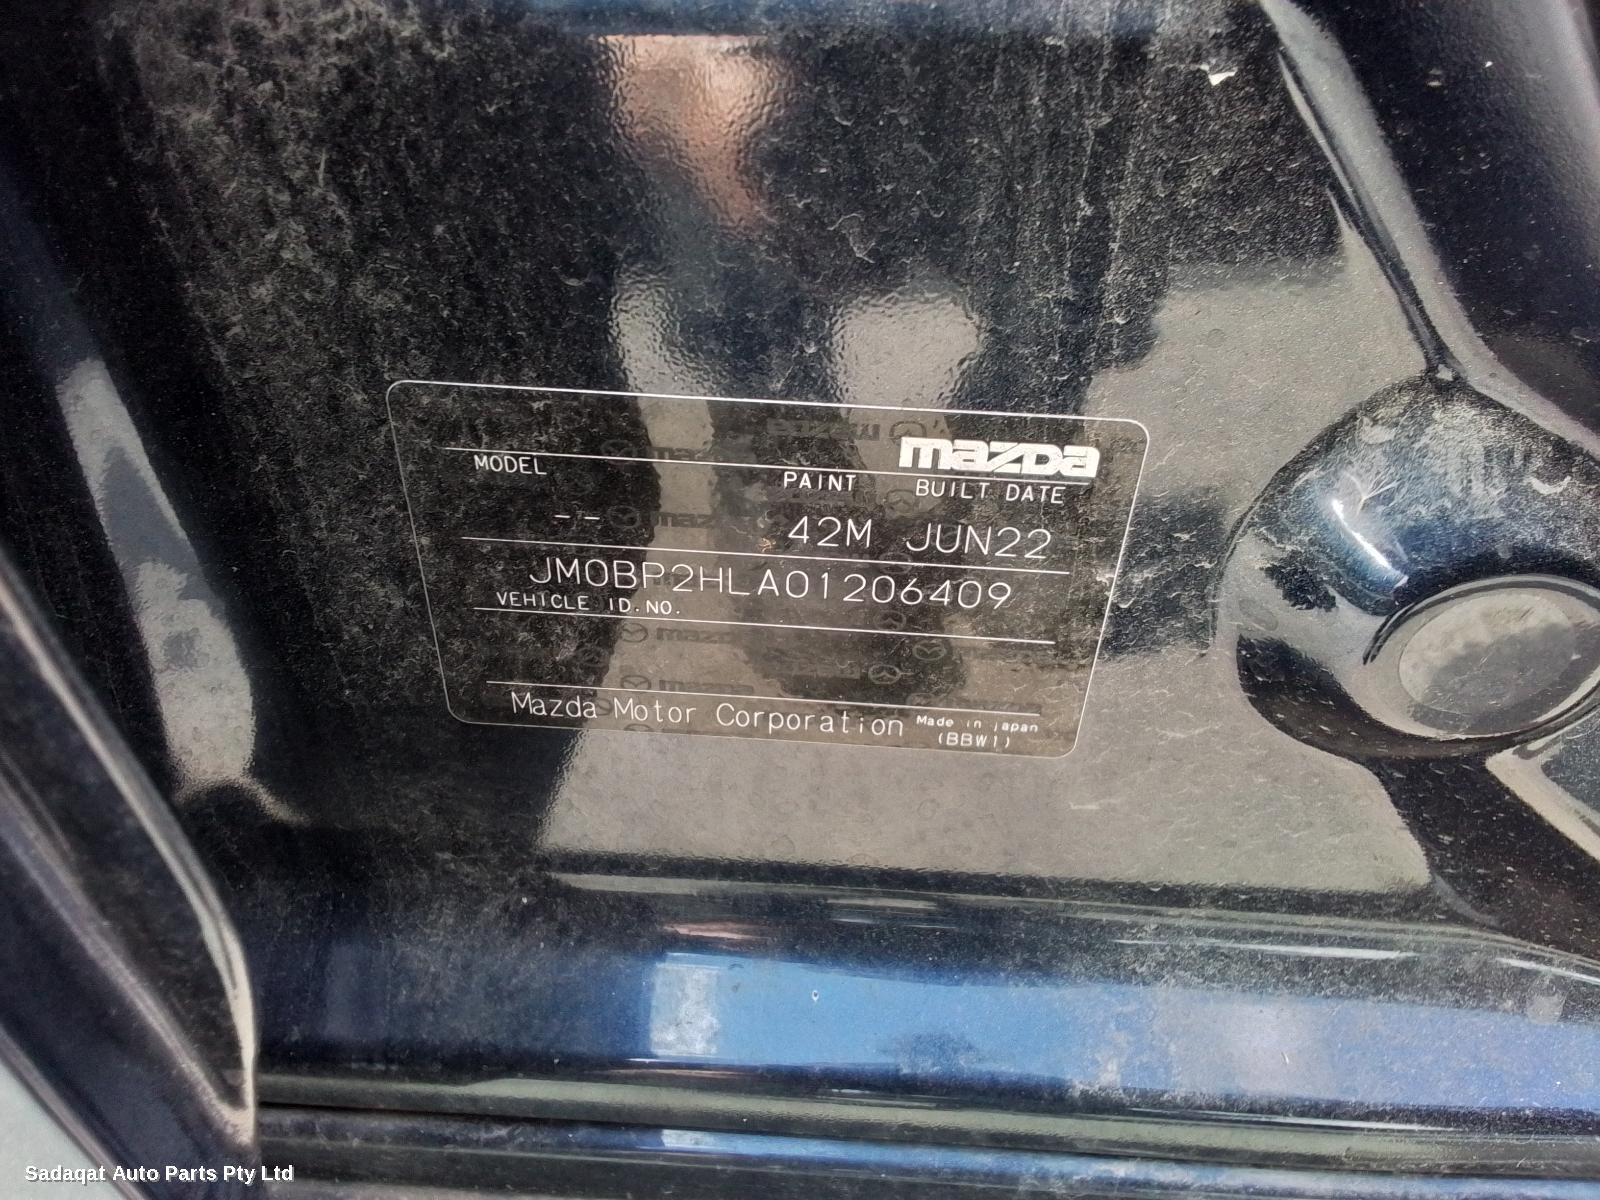 mazda
MODEL PAINT BUILT DATE
-- 42M JUN22
JM0BP2HLA01206409
VEHICLE ID.NO.
Mazda Motor Corporation Made in japan
(BBW1)
Sadaqat Auto Parts Pty Ltd